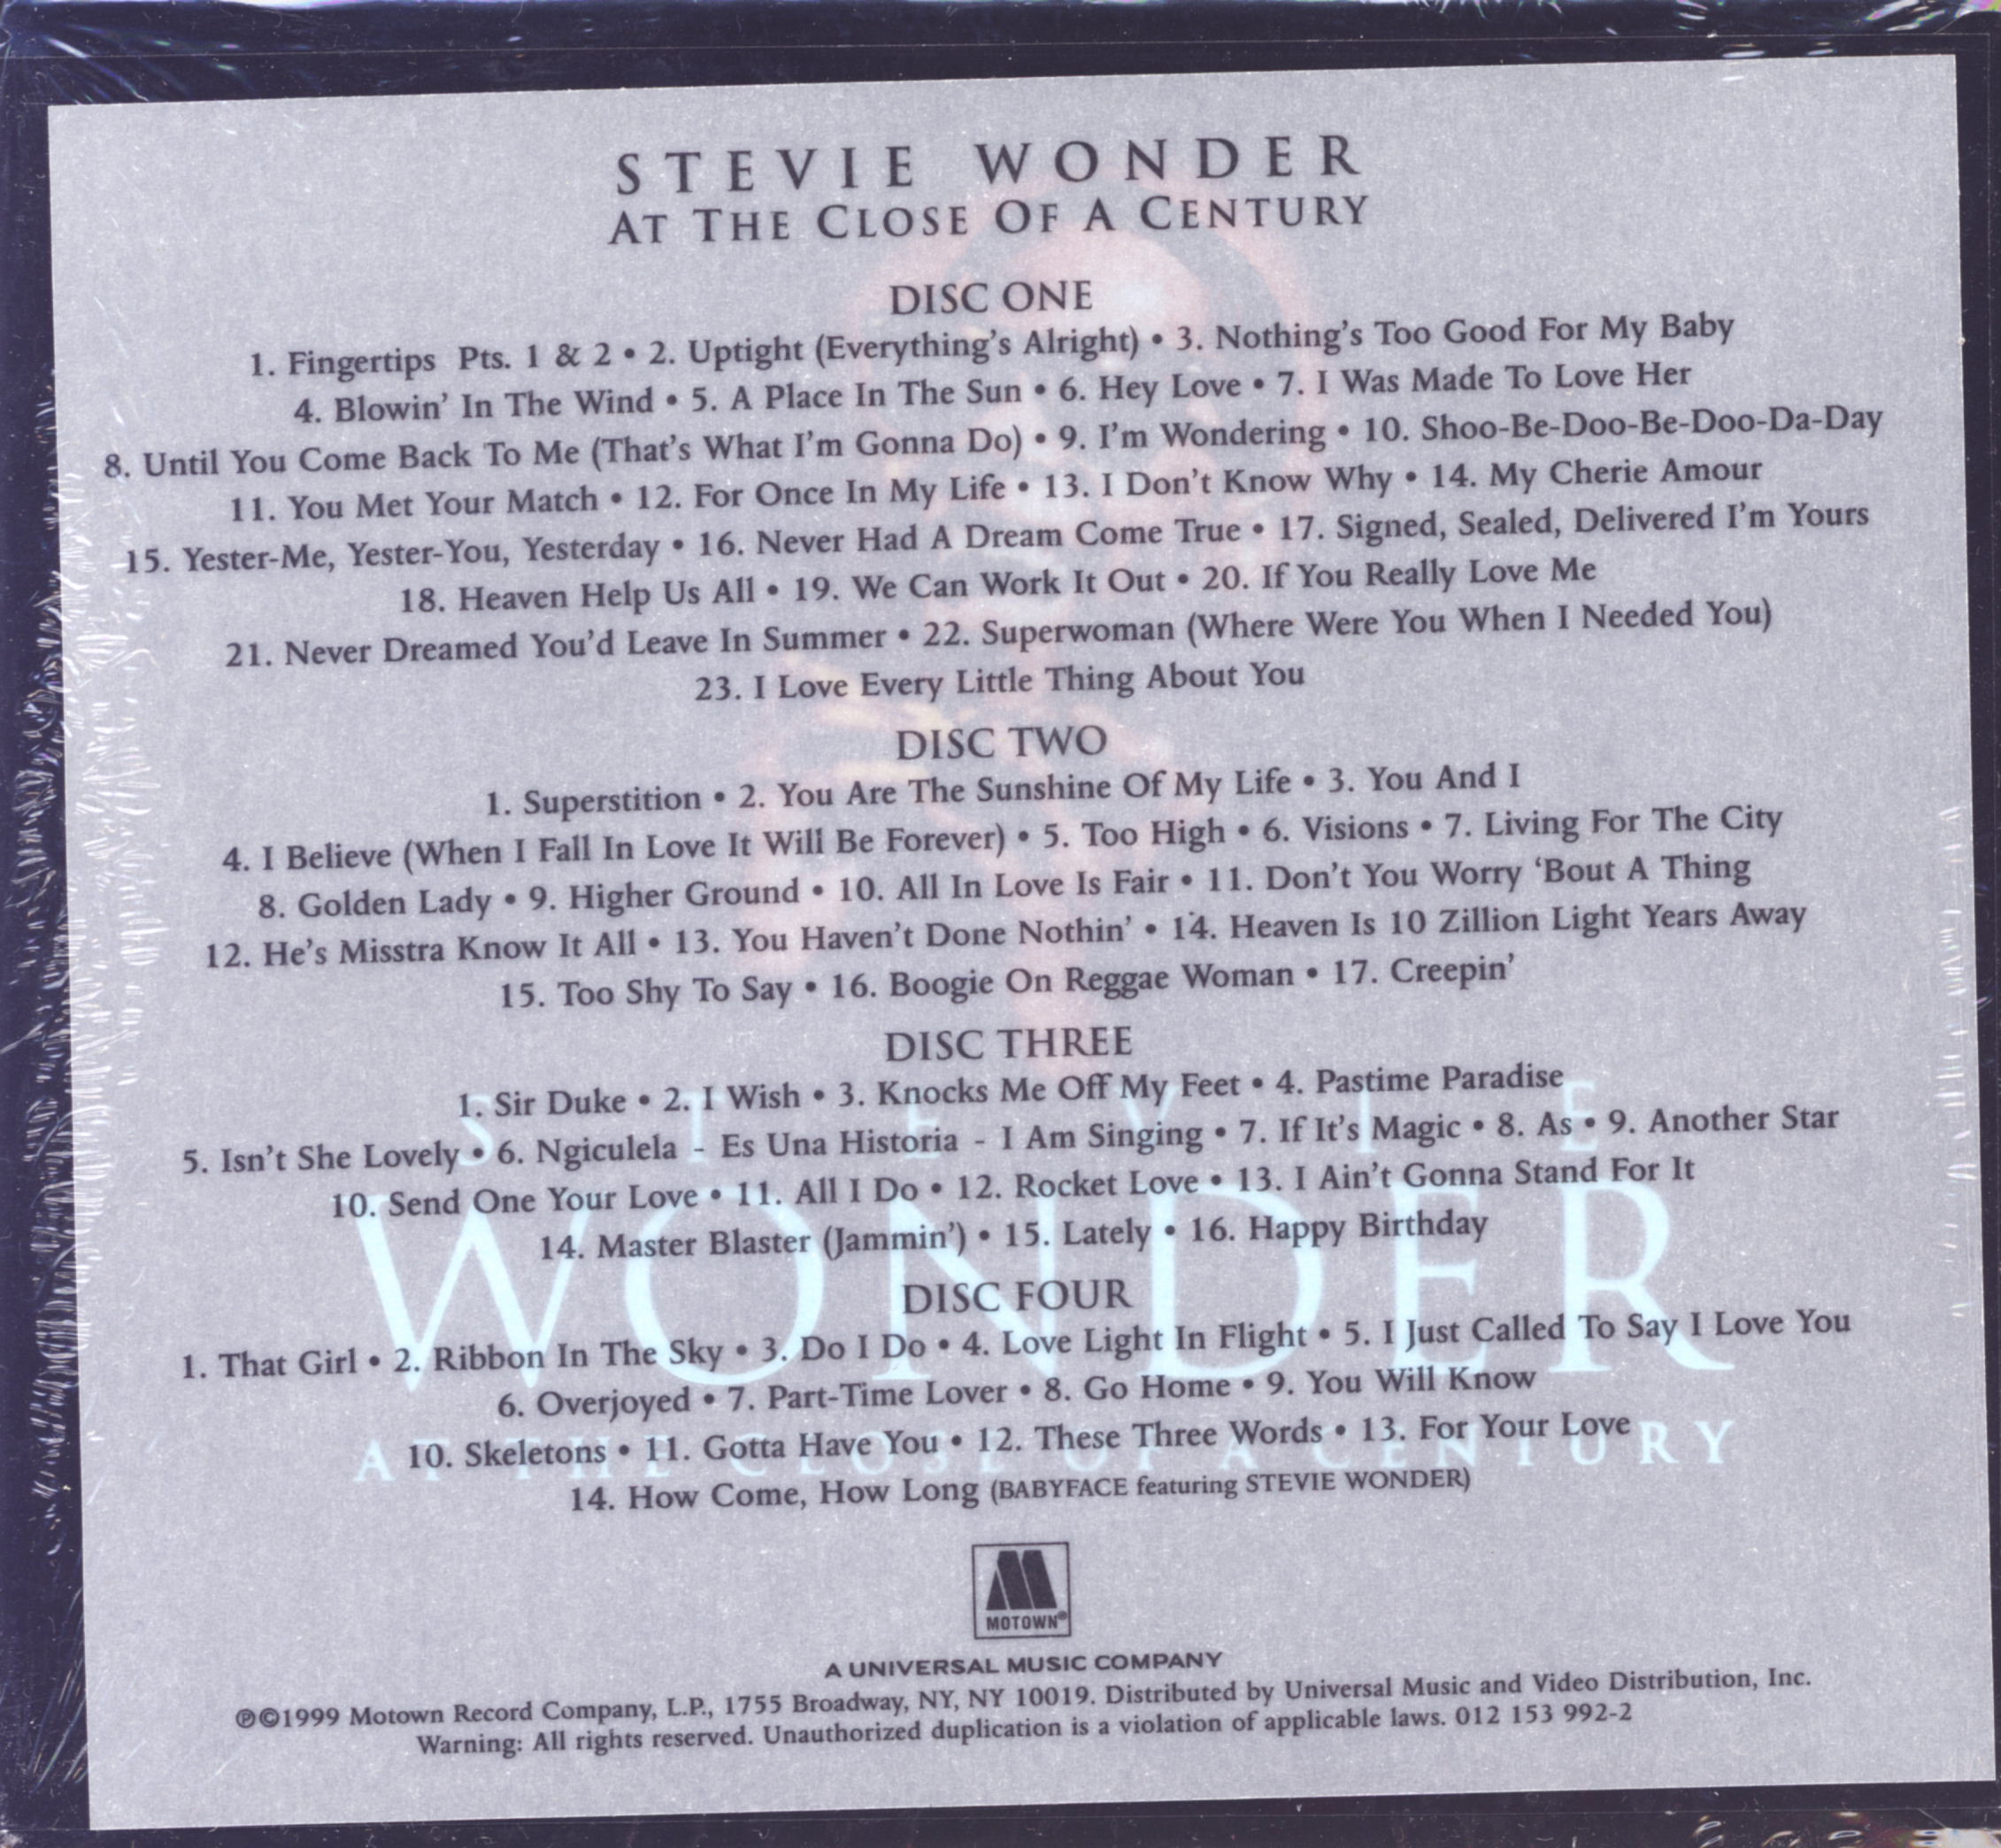 STEVIE WONDER
AT THE CLOSE OF A CENTURY
DISC ONE
1. Fingertips Pts. 1 & 2 • 2. Uptight (Everything's Alright) • 3. Nothing's Too Good For My Baby
4. Blowin' In The Wind • 5. A Place In The Sun • 6. Hey Love • 7. I Was Made To Love Her
8. Until You Come Back To Me (That's What I'm Gonna Do) • 9. I'm Wondering • 10. Shoo-Be-Doo-Be-Doo-Da-Day
11. You Met Your Match • 12. For Once In My Life • 13. I Don't Know Why • 14. My Cherie Amour
15. Yester-Me, Yester-You, Yesterday • 16. Never Had A Dream Come True • 17. Signed, Sealed, Delivered I'm Yours
18. Heaven Help Us All • 19. We Can Work It Out • 20. If You Really Love Me
21. Never Dreamed You'd Leave In Summer • 22. Superwoman (Where Were You When I Needed You)
23. I Love Every Little Thing About You
DISC TWO
1. Superstition • 2. You Are The Sunshine Of My Life • 3. You And I
4. I Believe (When I Fall In Love It Will Be Forever) • 5. Too High • 6. Visions • 7. Living For The City
8. Golden Lady • 9. Higher Ground • 10. All In Love Is Fair • 11. Don't You Worry 'Bout A Thing
12. He's Misstra Know It All • 13. You Haven't Done Nothin' • 14. Heaven Is 10 Zillion Light Years Away
15. Too Shy To Say • 16. Boogie On Reggae Woman • 17. Creepin'
DISC THREE
1. Sir Duke • 2. I Wish • 3. Knocks Me Off My Feet • 4. Pastime Paradise
5. Isn't She Lovely • 6. Ngiculela - Es Una Historia - I Am Singing • 7. If It's Magic • 8. As • 9. Another Star
10. Send One Your Love • 11. All I Do • 12. Rocket Love • 13. I Ain't Gonna Stand For It
14. Master Blaster (Jammin') • 15. Lately • 16. Happy Birthday
DISC FOUR
1. That Girl • 2. Ribbon In The Sky • 3. Do I Do • 4. Love Light In Flight • 5. I Just Called To Say I Love You
6. Overjoyed • 7. Part-Time Lover • 8. Go Home • 9. You Will Know
10. Skeletons • 11. Gotta Have You • 12. These Three Words • 13. For Your Love
14. How Come, How Long (BABYFACE featuring STEVIE WONDER)
STEVIE
WONDER
AT THE CLOSE OF A CENTURY
MOTOWN®
A UNIVERSAL MUSIC COMPANY
℗©1999 Motown Record Company, L.P., 1755 Broadway, NY, NY 10019. Distributed by Universal Music and Video Distribution, Inc.
Warning: All rights reserved. Unauthorized duplication is a violation of applicable laws. 012 153 992-2